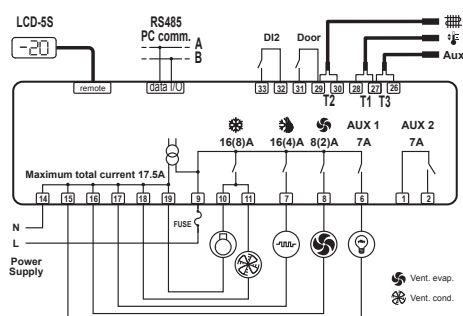 LCD-5S
-20
RS485
PC comm.
A
B
DI2
Door
Aux
remote
data I/O
33 32 31 29 30 28 27 26
T2 T1 T3
16(8)A 16(4)A 8(2)A
AUX 1
7A
AUX 2
7A
Maximum total current 17.5A
14 15 16 17 18 19 9 10 11 7 8 6 1 2
N
L
FUSE
Power
Supply
Vent. evap.
Vent. cond.